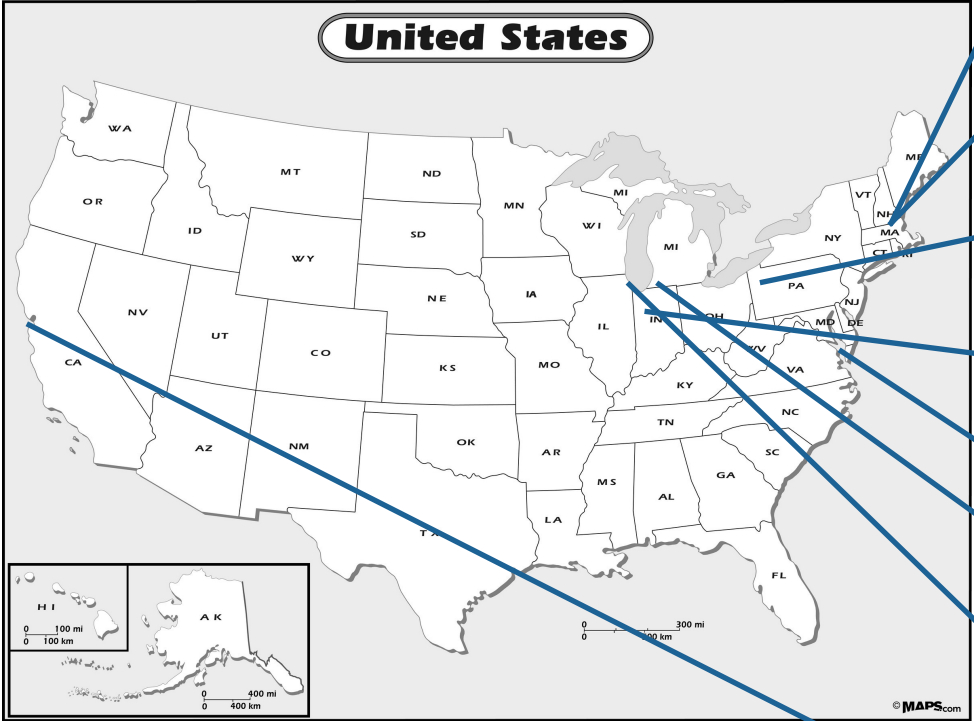 United States
WA
MT
ND
MN
OR
ID
WY
SD
WI
MI
MI
ME
VT
NH
NY
MA
CT
RI
NV
UT
CO
NE
IA
IL
IN
OH
PA
NJ
MD
DE
WV
VA
CA
KS
MO
KY
NC
TN
SC
AZ
NM
OK
AR
MS
AL
GA
TX
LA
FL
HI
0 100 mi
0 100 km
AK
0 400 mi
400 km
0 300 mi
0 300 km
© MAPS.com